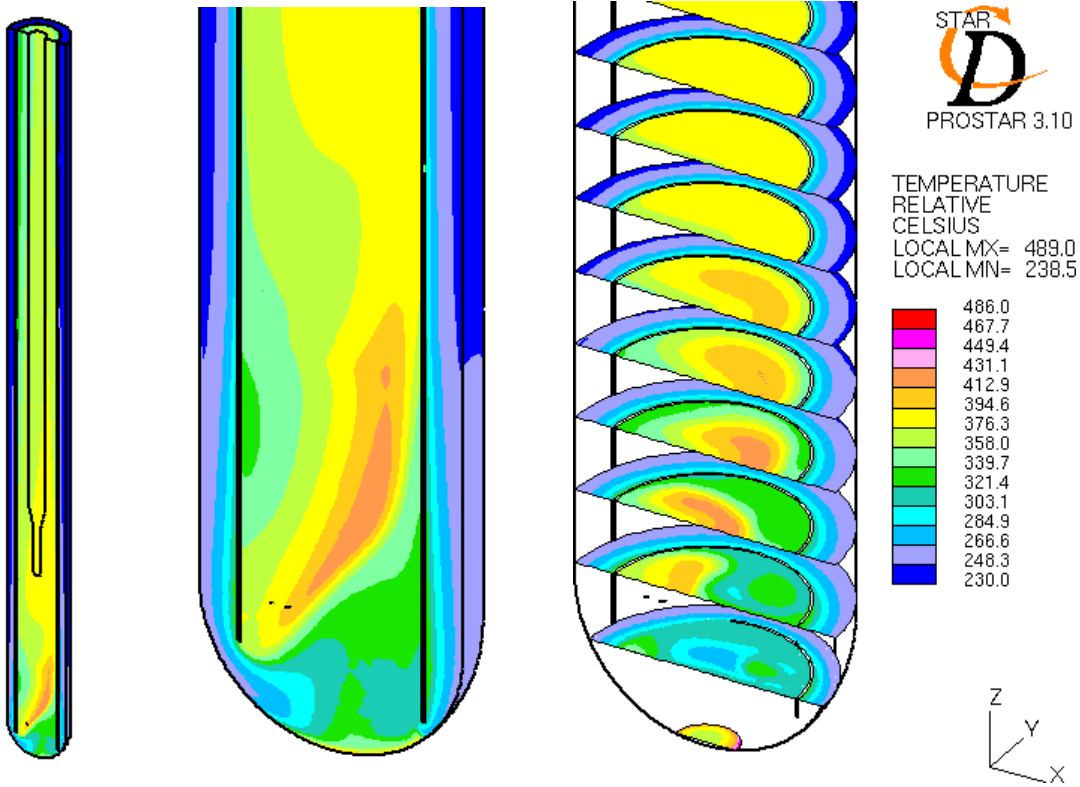 STAR
D
PROSTAR 3.10
TEMPERATURE
RELATIVE
CELSIUS
LOCAL MX= 489.0
LOCAL MN= 238.5
486.0
467.7
449.4
431.1
412.9
394.6
376.3
358.0
339.7
321.4
303.1
284.9
266.6
248.3
230.0
Z
Y
X